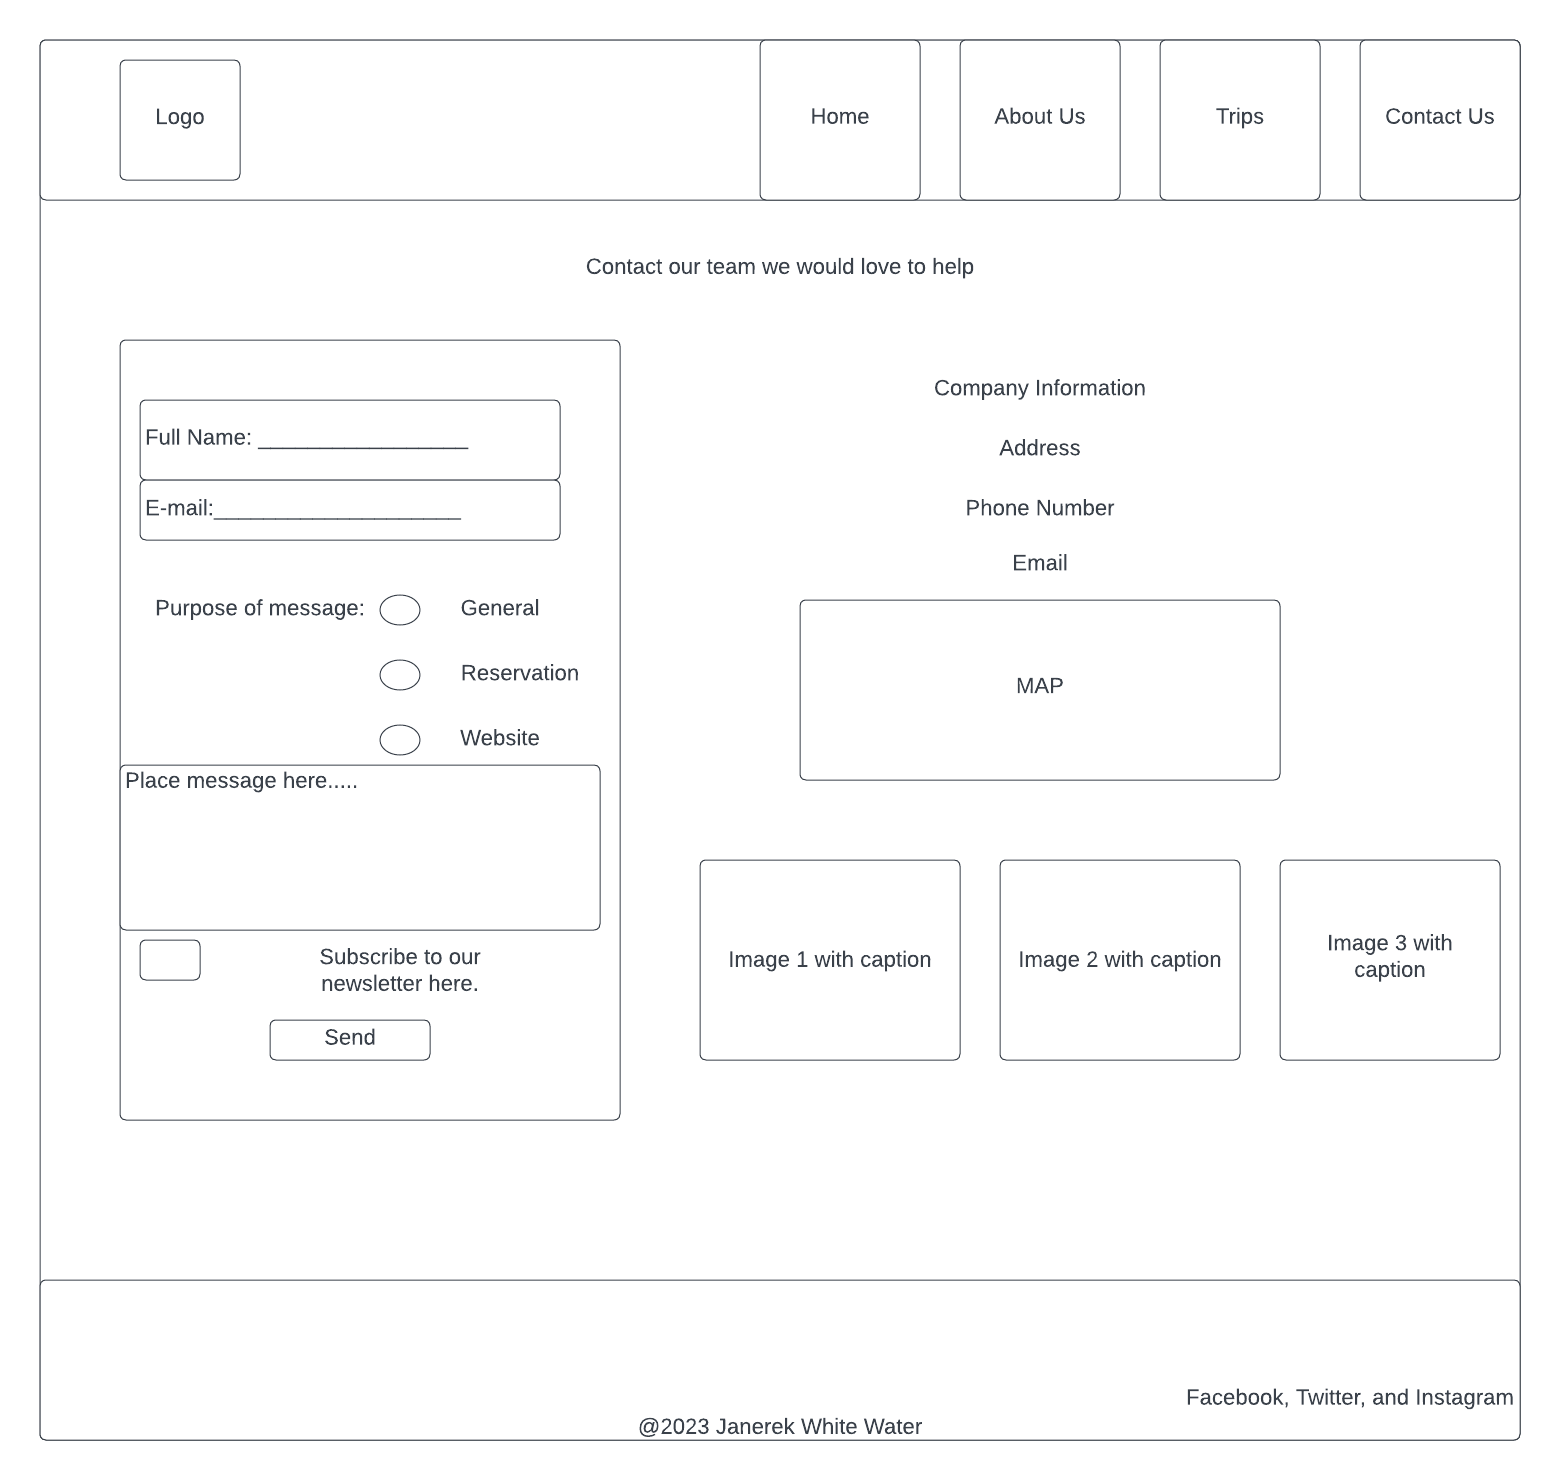 Logo
Home
About Us
Trips
Contact Us
Contact our team we would love to help
Full Name: _________________
E-mail:____________________
Purpose of message:
General
Reservation
Website
Place message here.....
Subscribe to our
newsletter here.
Send
Company Information
Address
Phone Number
Email
MAP
Image 1 with caption
Image 2 with caption
Image 3 with
caption
Facebook, Twitter, and Instagram
@2023 Janerek White Water